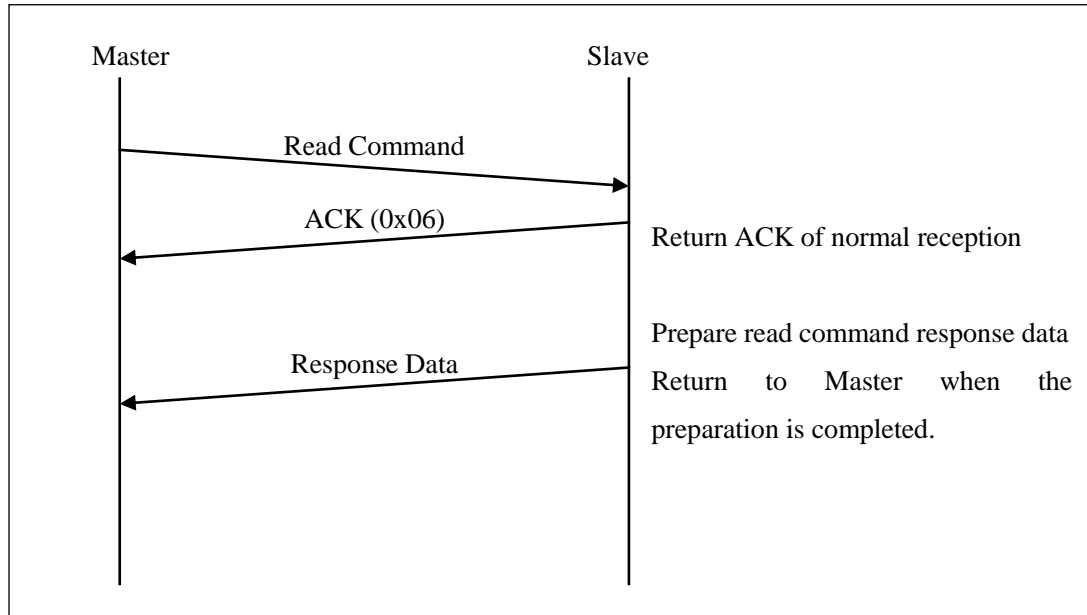 Master
Slave
Read Command
ACK (0x06)
Return ACK of normal reception
Prepare read command response data
Response Data
Return to Master when the
preparation is completed.